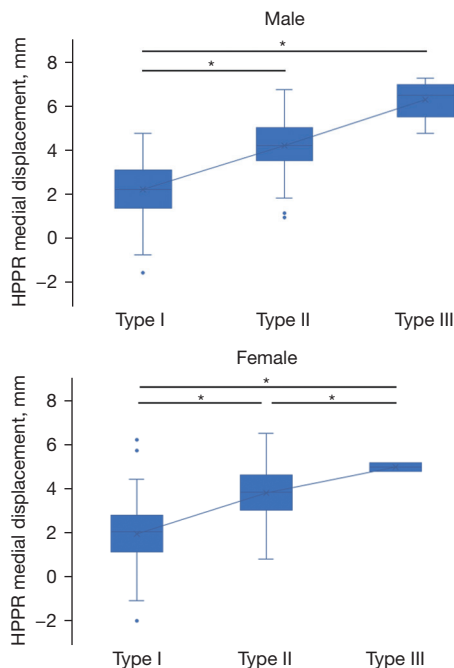 Male
*
*
HPPR medial displacement, mm
8
6
4
2
0
−2
Type I Type II Type III
Female
*
* *
HPPR medial displacement, mm
8
6
4
2
0
−2
Type I Type II Type III